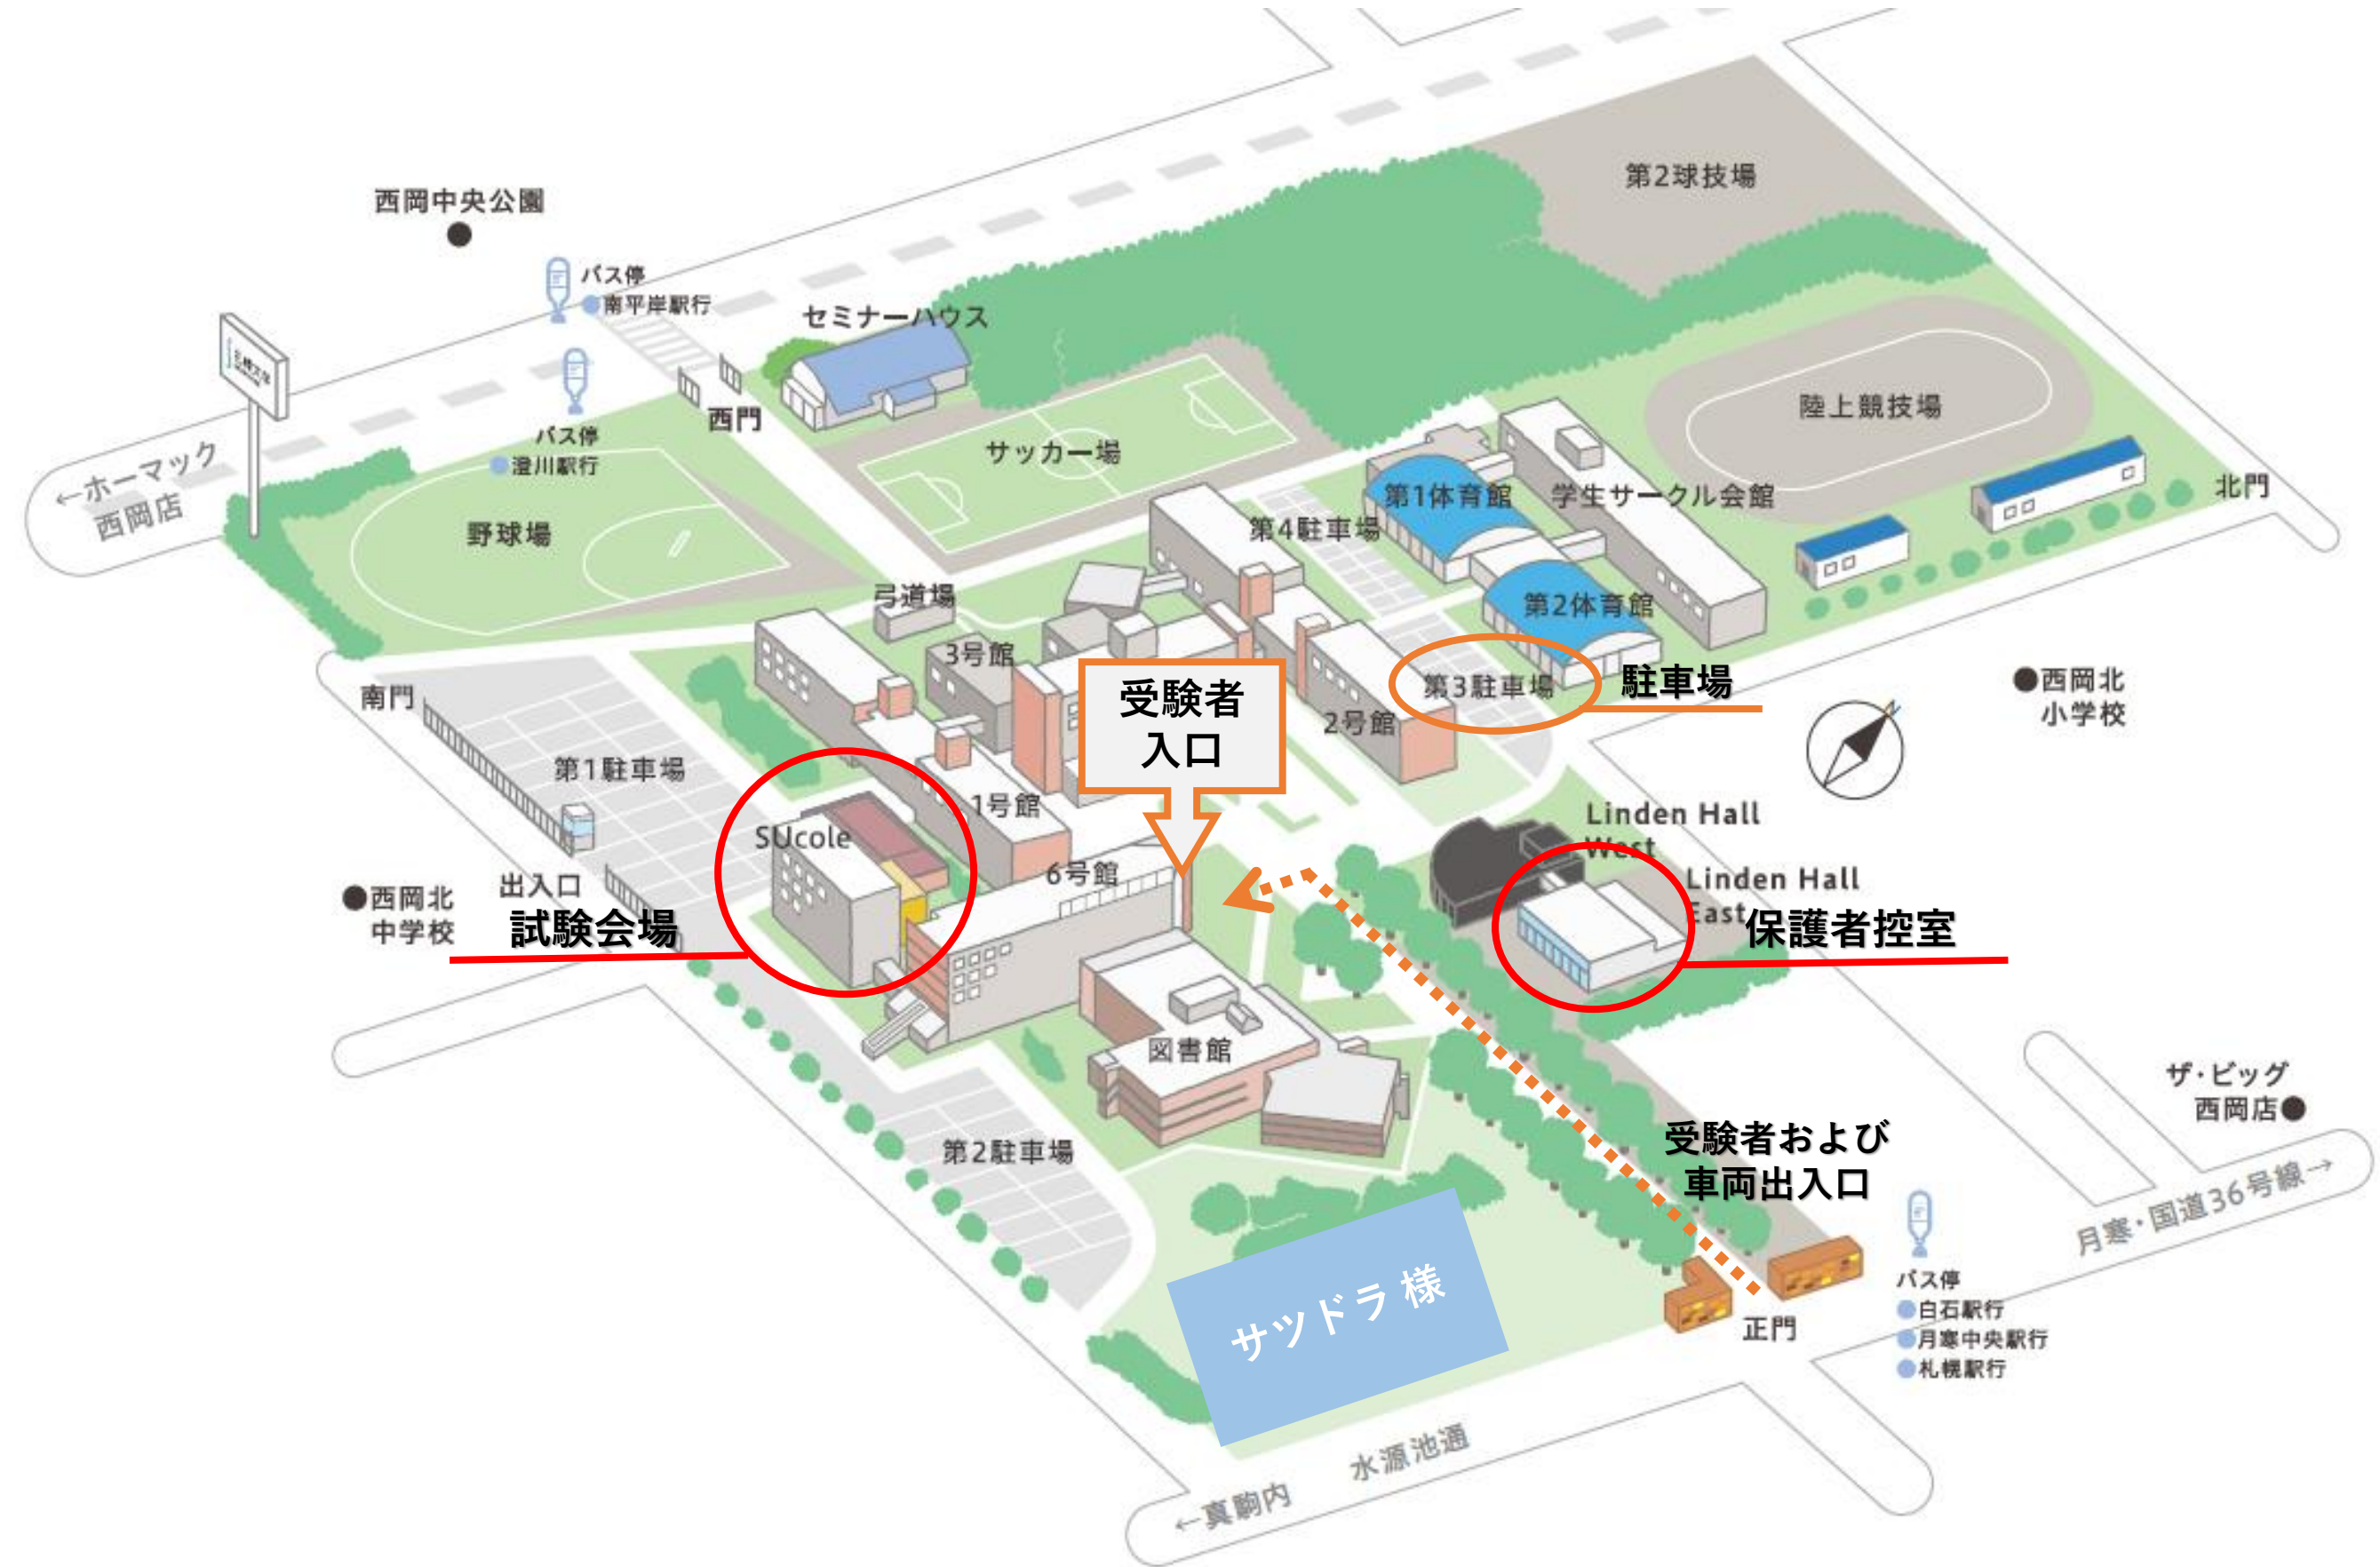 第2球技場
西岡中央公園
バス停
南平岸駅行
セミナーハウス
西門
バス停
澄川駅行
サッカー場
陸上競技場
←ホーマック
西岡店
野球場
第1体育館
学生サークル会館
北門
第4駐車場
弓道場
第2体育館
3号館
南門
受験者
入口
第3駐車場
駐車場
2号館
西岡北
小学校
第1駐車場
1号館
SUcole
Linden Hall
West
6号館
Linden Hall
East
出入口
西岡北
中学校
試験会場
保護者控室
図書館
ザ・ビッグ
西岡店
第2駐車場
受験者および
車両出入口
月寒・国道36号線→
サツドラ 様
正門
バス停
白石駅行
月寒中央駅行
札幌駅行
水源池通
←真駒内